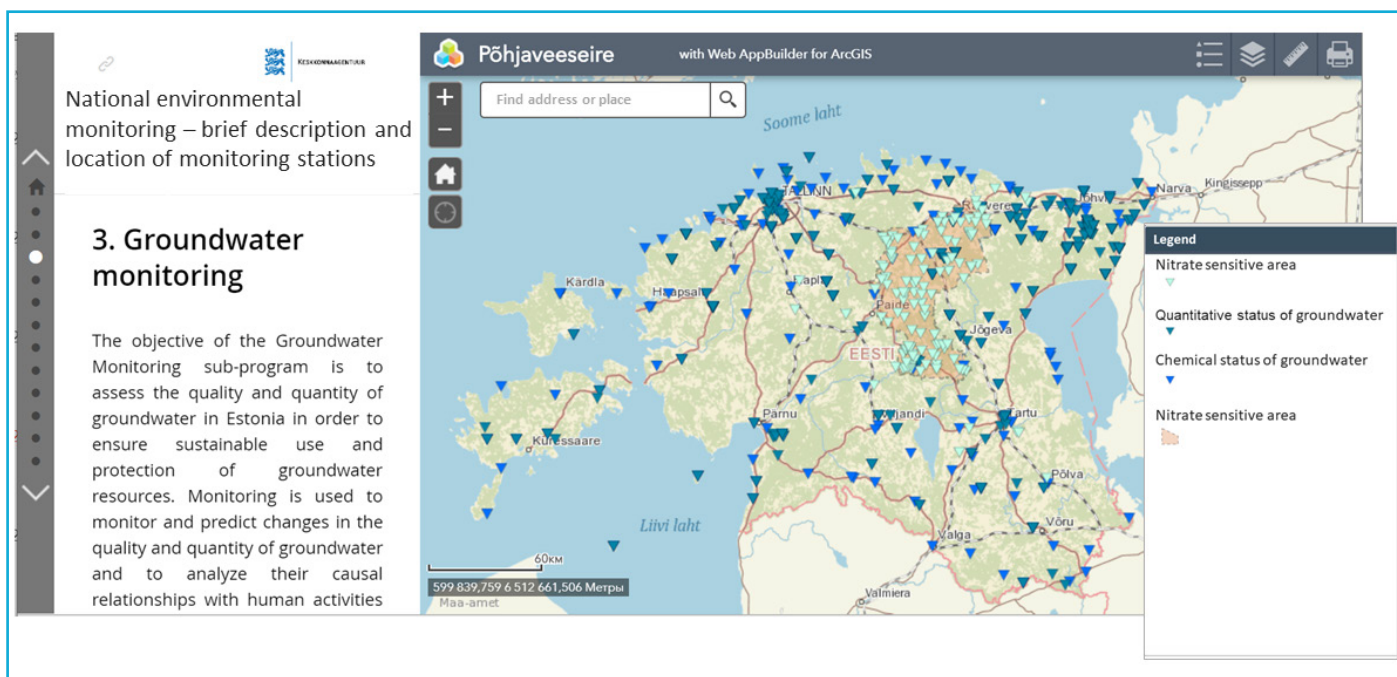 KESKKONNAAGENTUUR
National environmental
monitoring – brief description and
location of monitoring stations
3. Groundwater
monitoring
The objective of the Groundwater
Monitoring sub-program is to
assess the quality and quantity of
groundwater in Estonia in order to
ensure sustainable use and
protection of groundwater
resources. Monitoring is used to
monitor and predict changes in the
quality and quantity of groundwater
and to analyze their causal
relationships with human activities
Põhjaveeseire
with Web AppBuilder for ArcGIS
+
−
Find address or place
Soome laht
TALLINN
Narva
Kingissepp
Jõhvi
Kärdla
Haapsalu
Paide
EESTI
Jõgeva
Pärnu
Viljandi
Tartu
Kuressaare
Põlva
Liivi laht
Valga
Võru
Valmiera
60км
599 839,759 6 512 661,506 Метры
Maa-amet
Legend
Nitrate sensitive area
Quantitative status of groundwater
Chemical status of groundwater
Nitrate sensitive area